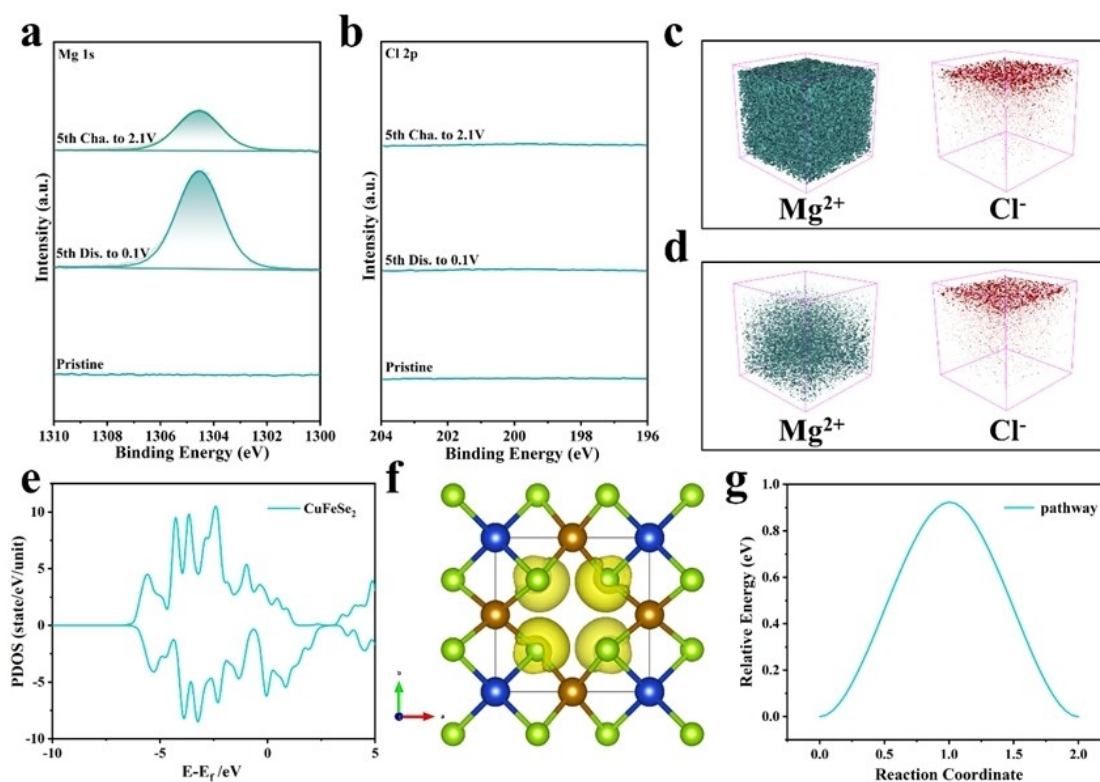 a
Mg 1s
5th Cha. to 2.1V
5th Dis. to 0.1V
Pristine
Intensity (a.u.)
1310 1308 1306 1304 1302 1300
Binding Energy (eV)
b
Cl 2p
5th Cha. to 2.1V
5th Dis. to 0.1V
Pristine
Intensity (a.u.)
204 202 200 198 196
Binding Energy (eV)
c
Mg²⁺ Cl⁻
d
Mg²⁺ Cl⁻
e
CuFeSe₂
PDOS (state/eV/unit)
10
5
0
-5
-10
-10 -5 0 5
E-E_f /eV
f
b
a
g
pathway
Relative Energy (eV)
1.0
0.8
0.6
0.4
0.2
0.0
0.0 0.5 1.0 1.5 2.0
Reaction Coordinate